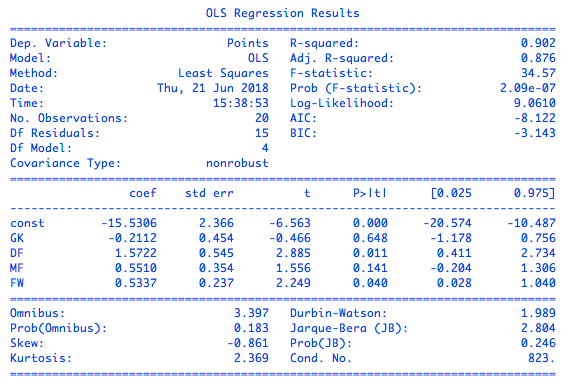 OLS Regression Results
==============================================================================
Dep. Variable:                 Points   R-squared:                       0.902
Model:                            OLS   Adj. R-squared:                  0.876
Method:                 Least Squares   F-statistic:                     34.57
Date:                Thu, 21 Jun 2018   Prob (F-statistic):           2.09e-07
Time:                        15:38:53   Log-Likelihood:                 9.0610
No. Observations:                  20   AIC:                            -8.122
Df Residuals:                      15   BIC:                            -3.143
Df Model:                           4
Covariance Type:            nonrobust
==============================================================================
                 coef    std err          t      P>|t|      [0.025      0.975]
------------------------------------------------------------------------------
const        -15.5306      2.366     -6.563      0.000     -20.574     -10.487
GK            -0.2112      0.454     -0.466      0.648      -1.178       0.756
DF             1.5722      0.545      2.885      0.011       0.411       2.734
MF             0.5510      0.354      1.556      0.141      -0.204       1.306
FW             0.5337      0.237      2.249      0.040       0.028       1.040
==============================================================================
Omnibus:                        3.397   Durbin-Watson:                   1.989
Prob(Omnibus):                  0.183   Jarque-Bera (JB):                2.804
Skew:                          -0.861   Prob(JB):                        0.246
Kurtosis:                       2.369   Cond. No.                         823.
==============================================================================